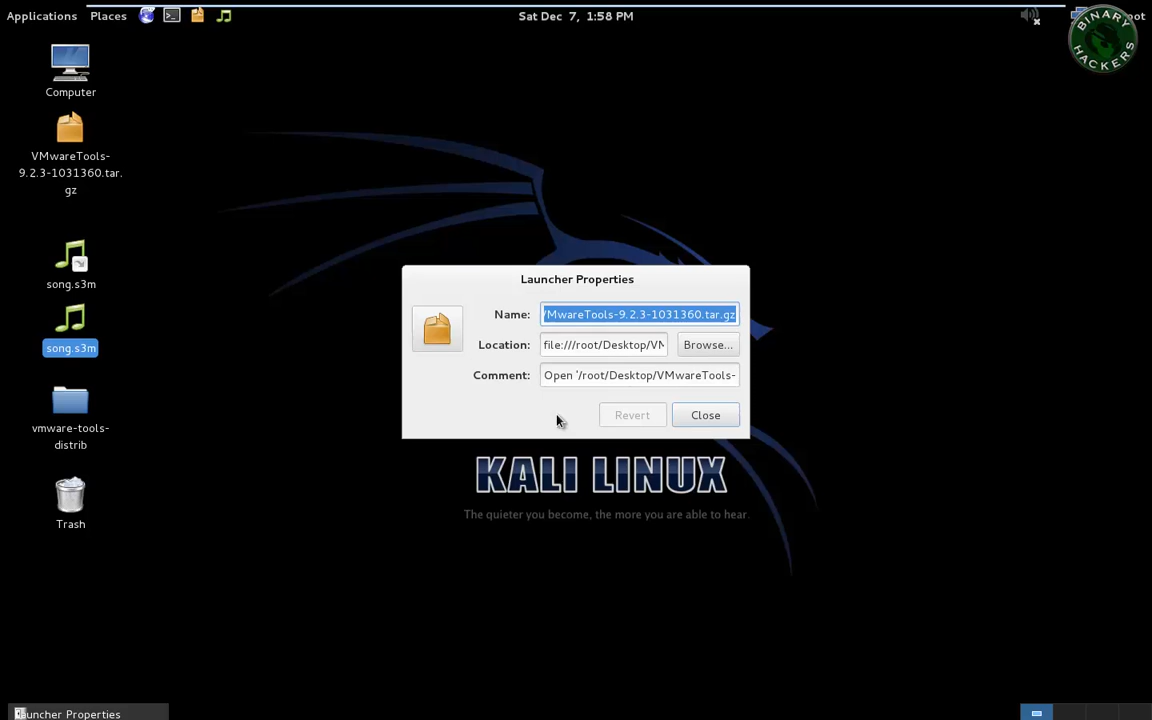 Applications Places Sat Dec 7, 1:58 PM ot
BINARY
HACKERS
Computer
VMwareTools-
9.2.3-1031360.tar.
gz
song.s3m
song.s3m
vmware-tools-
distrib
Trash
Launcher Properties
Name: VMwareTools-9.2.3-1031360.tar.gz
Location: file:///root/Desktop/VM Browse...
Comment: Open '/root/Desktop/VMwareTools-
Revert Close
KALI LINUX
The quieter you become, the more you are able to hear.
auncher Properties